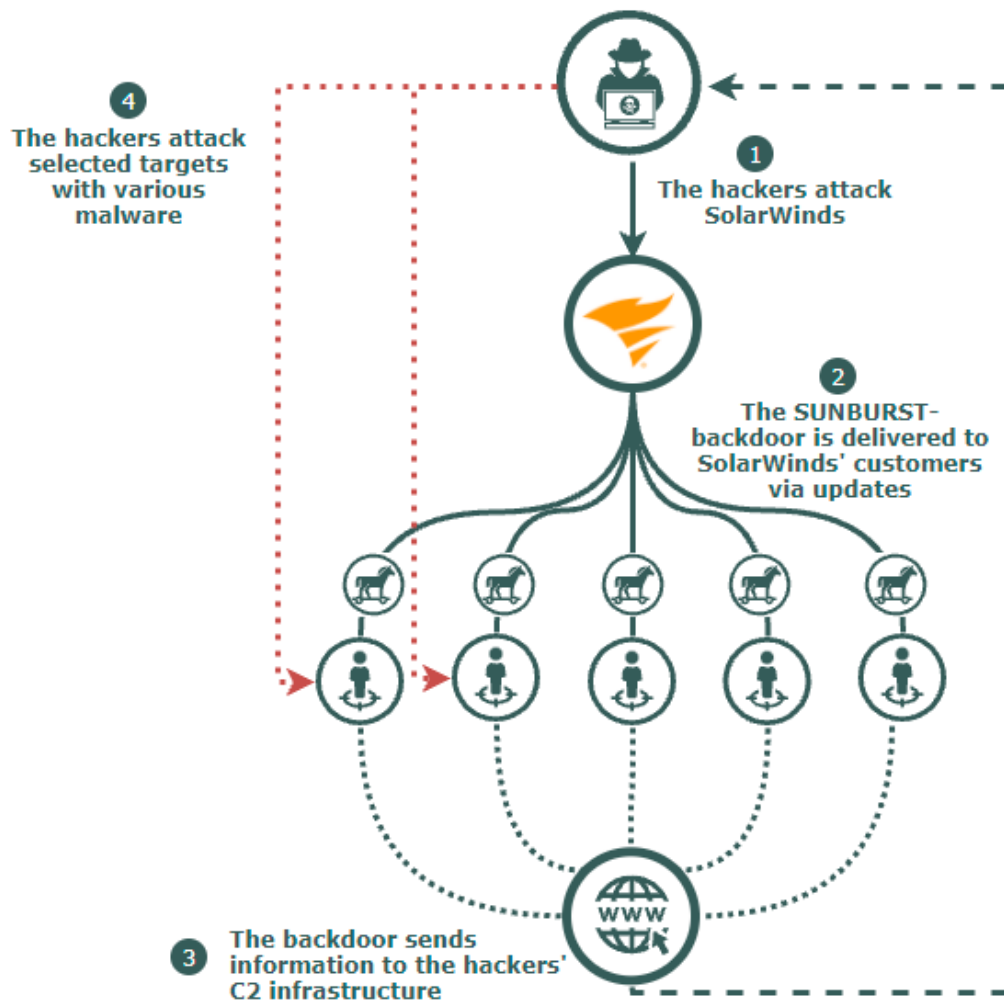 4
The hackers attack
selected targets
with various
malware
1
The hackers attack
SolarWinds
2
The SUNBURST-
backdoor is delivered to
SolarWinds' customers
via updates
www
3
The backdoor sends
information to the hackers'
C2 infrastructure